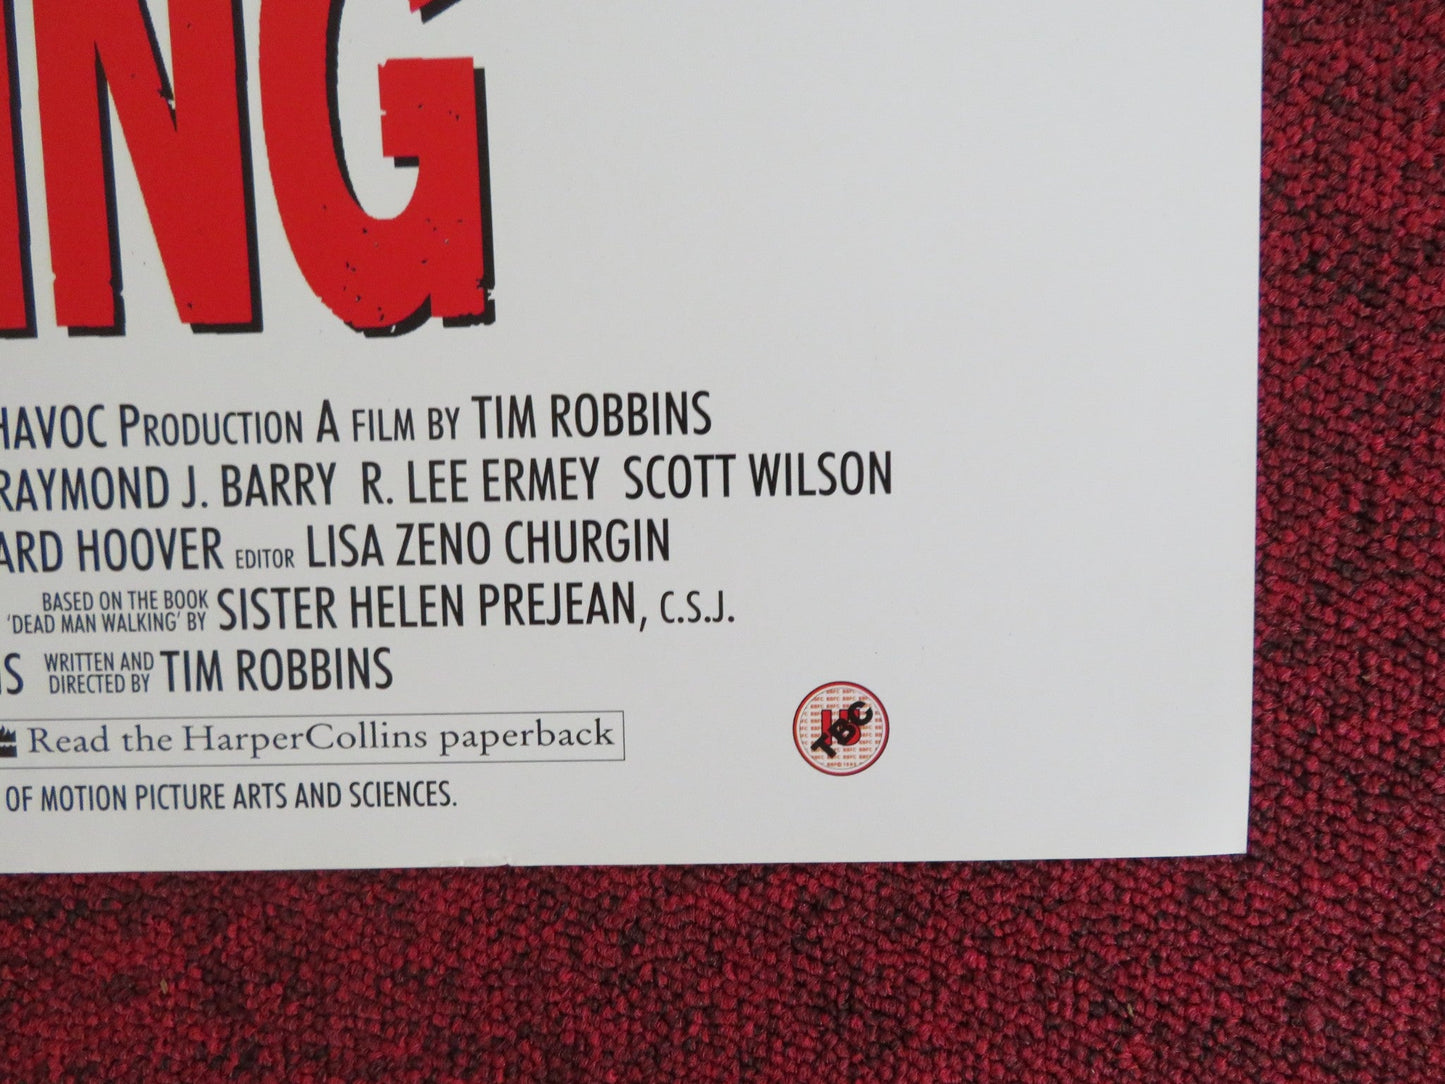 ING
HAVOC PRODUCTION A FILM BY TIM ROBBINS
RAYMOND J. BARRY R. LEE ERMEY SCOTT WILSON
ARD HOOVER EDITOR LISA ZENO CHURGIN
BASED ON THE BOOK
'DEAD MAN WALKING' BY SISTER HELEN PREJEAN, C.S.J.
IS WRITTEN AND
DIRECTED BY TIM ROBBINS
Read the HarperCollins paperback
TBC
OF MOTION PICTURE ARTS AND SCIENCES.